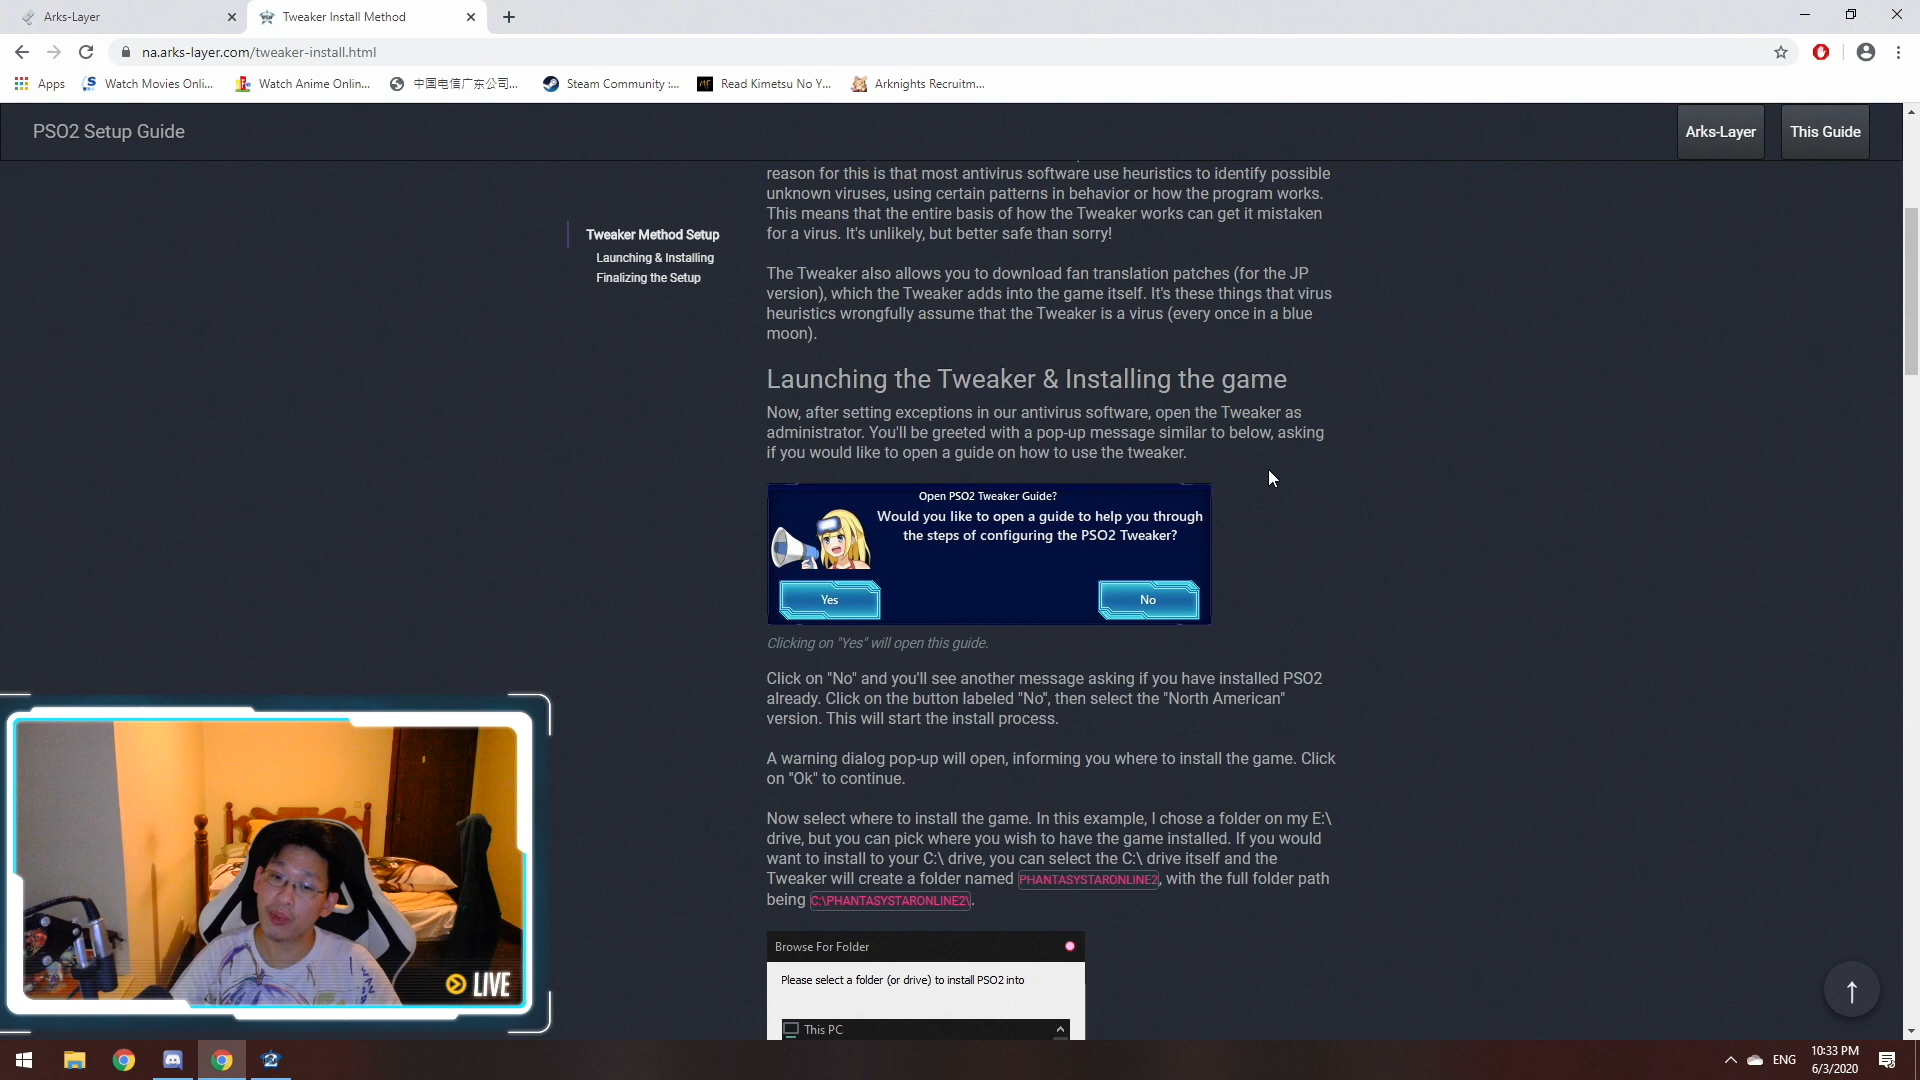 Arks-Layer
Tweaker Install Method
na.arks-layer.com/tweaker-install.html
Apps
Watch Movies Onli...
Watch Anime Onlin...
中国电信广东公司...
Steam Community :...
Read Kimetsu No Y...
Arknights Recruitm...
PSO2 Setup Guide
Arks-Layer
This Guide
Tweaker Method Setup
Launching & Installing
Finalizing the Setup
reason for this is that most antivirus software use heuristics to identify possible
unknown viruses, using certain patterns in behavior or how the program works.
This means that the entire basis of how the Tweaker works can get it mistaken
for a virus. It's unlikely, but better safe than sorry!
The Tweaker also allows you to download fan translation patches (for the JP
version), which the Tweaker adds into the game itself. It's these things that virus
heuristics wrongfully assume that the Tweaker is a virus (every once in a blue
moon).
Launching the Tweaker & Installing the game
Now, after setting exceptions in our antivirus software, open the Tweaker as
administrator. You'll be greeted with a pop-up message similar to below, asking
if you would like to open a guide on how to use the tweaker.
Open PSO2 Tweaker Guide?
Would you like to open a guide to help you through
the steps of configuring the PSO2 Tweaker?
Yes
No
Clicking on "Yes" will open this guide.
Click on "No" and you'll see another message asking if you have installed PSO2
already. Click on the button labeled "No", then select the "North American"
version. This will start the install process.
A warning dialog pop-up will open, informing you where to install the game. Click
on "Ok" to continue.
Now select where to install the game. In this example, I chose a folder on my E:\
drive, but you can pick where you wish to have the game installed. If you would
want to install to your C:\ drive, you can select the C:\ drive itself and the
Tweaker will create a folder named PHANTASYSTARONLINE2, with the full folder path
being C:\PHANTASYSTARONLINE2\.
Browse For Folder
Please select a folder (or drive) to install PSO2 into
This PC
LIVE
ENG
10:33 PM
6/3/2020